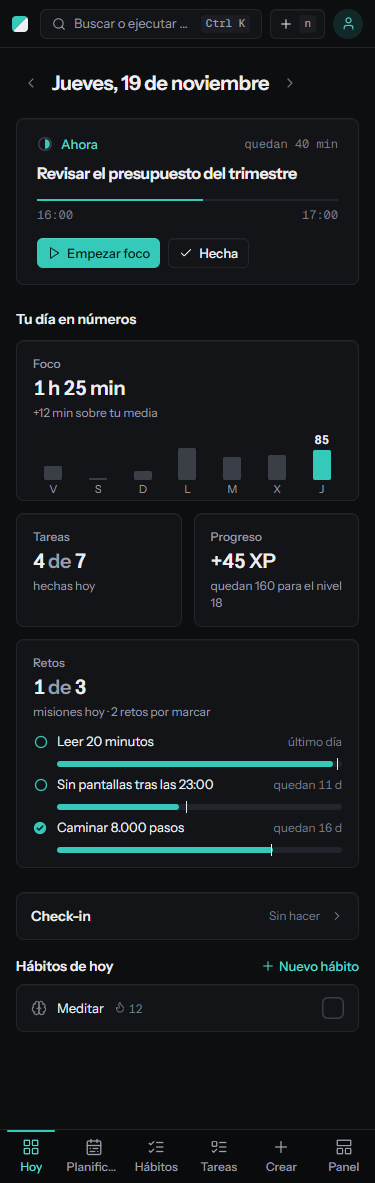 Buscar o ejecutar ... Ctrl K + n
Jueves, 19 de noviembre
Ahora quedan 40 min
Revisar el presupuesto del trimestre
16:00 17:00
Empezar foco Hecha
Tu día en números
Foco
1 h 25 min
+12 min sobre tu media
85
V S D L M X J
Tareas
4 de 7
hechas hoy
Progreso
+45 XP
quedan 160 para el nivel
18
Retos
1 de 3
misiones hoy · 2 retos por marcar
Leer 20 minutos último día
Sin pantallas tras las 23:00 quedan 11 d
Caminar 8.000 pasos quedan 16 d
Check-in Sin hacer
Hábitos de hoy + Nuevo hábito
Meditar 12
Hoy Planific... Hábitos Tareas Crear Panel